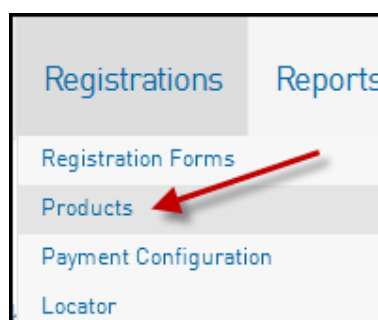 Registrations Reports
Registration Forms
Products
Payment Configuration
Locator